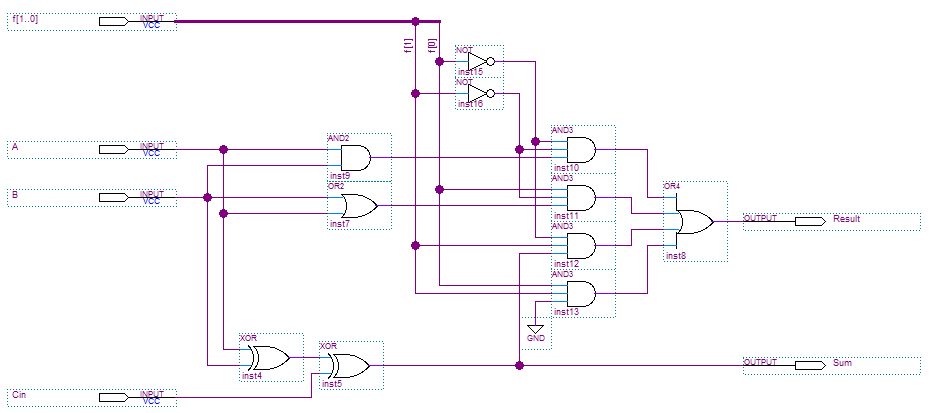 f[1..0]
INPUT
VCC
f[1]
f[0]
NOT
inst15
NOT
inst16
A
INPUT
VCC
AND2
inst9
AND3
inst10
B
INPUT
VCC
OR2
inst7
AND3
inst11
OR4
inst8
OUTPUT
Result
AND3
inst12
AND3
inst13
GND
XOR
inst4
XOR
inst5
OUTPUT
Sum
Cin
INPUT
VCC